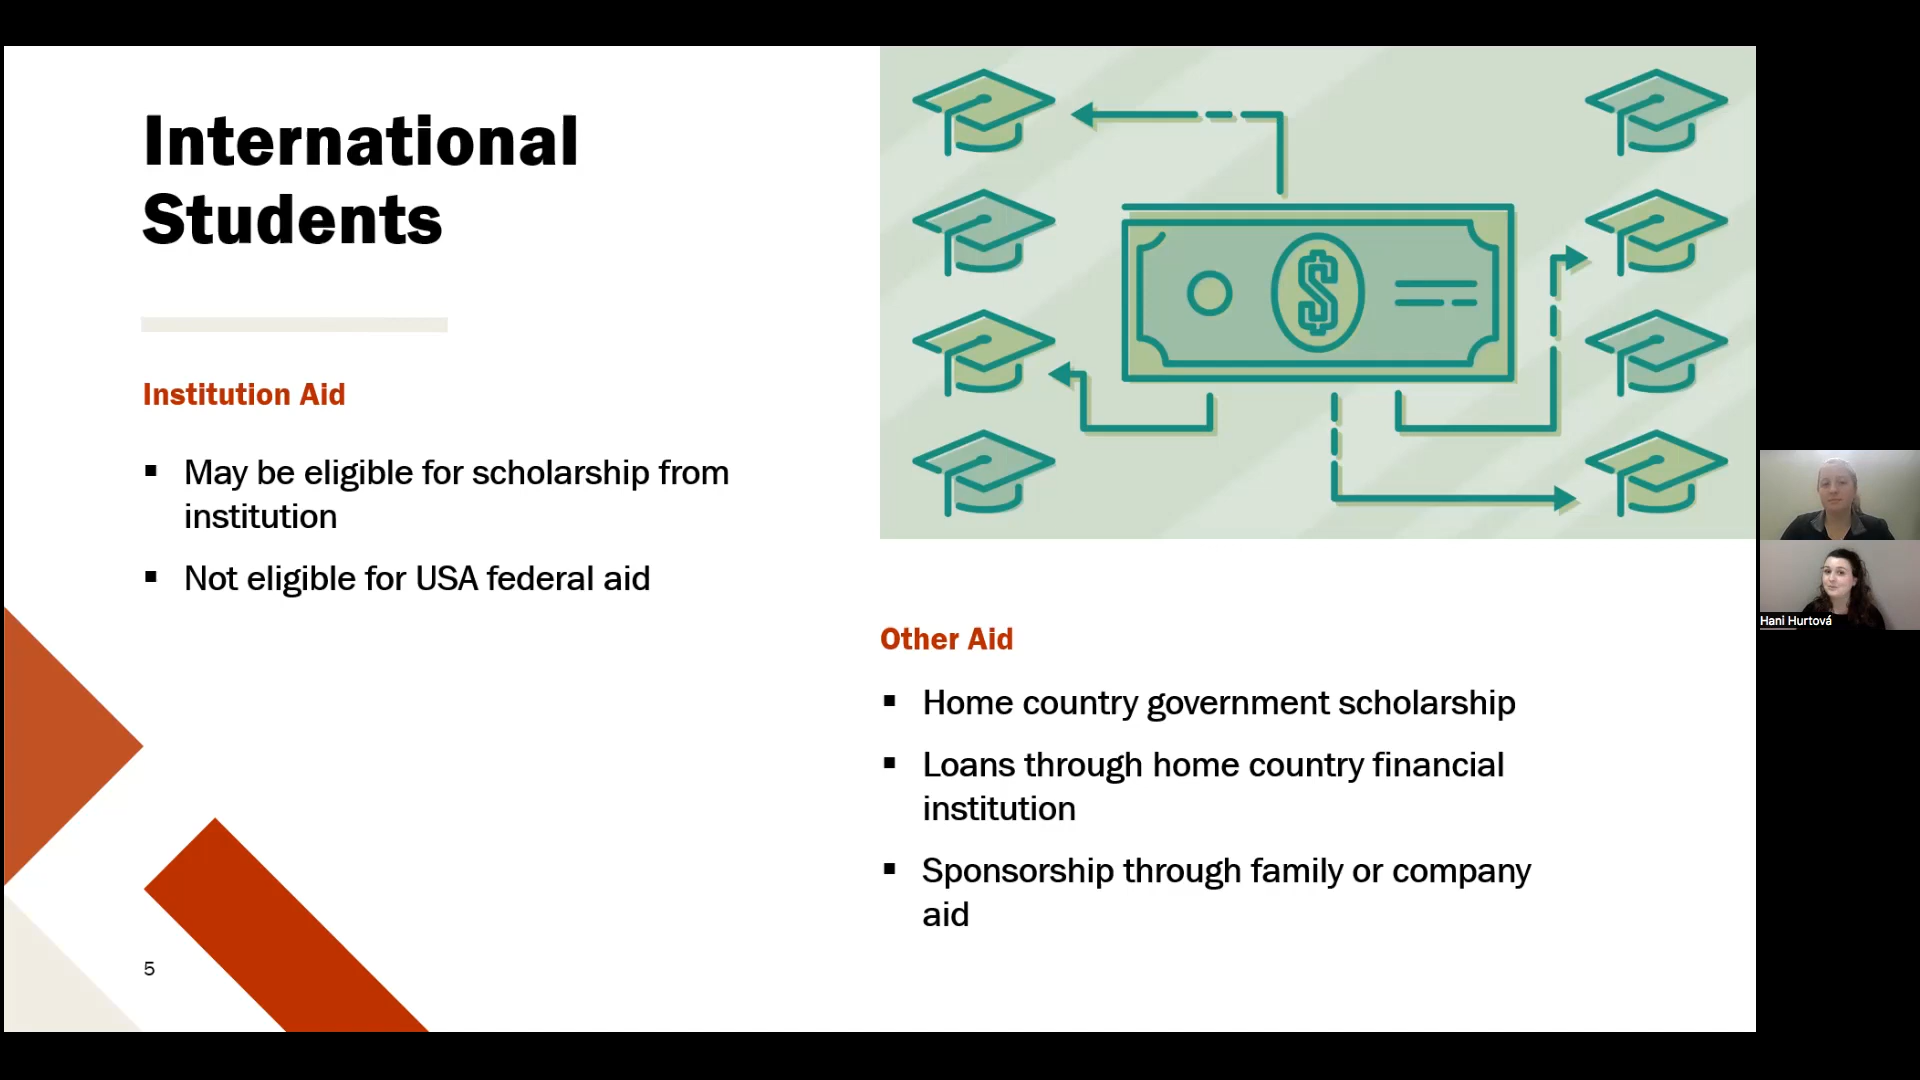 International
Students
Institution Aid
▪ May be eligible for scholarship from
institution
▪ Not eligible for USA federal aid
$
Other Aid
▪ Home country government scholarship
▪ Loans through home country financial
institution
▪ Sponsorship through family or company
aid
5
Hani Hurtová